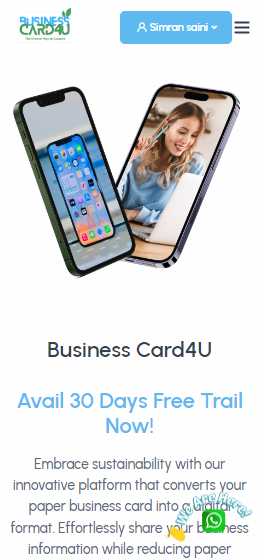 BUSINESS
CARD4U
Simran saini
Business Card4U
Avail 30 Days Free Trail
Now!
Embrace sustainability with our
innovative platform that converts your
paper business card into a digital
format. Effortlessly share your business
information while reducing paper
We Are Here!